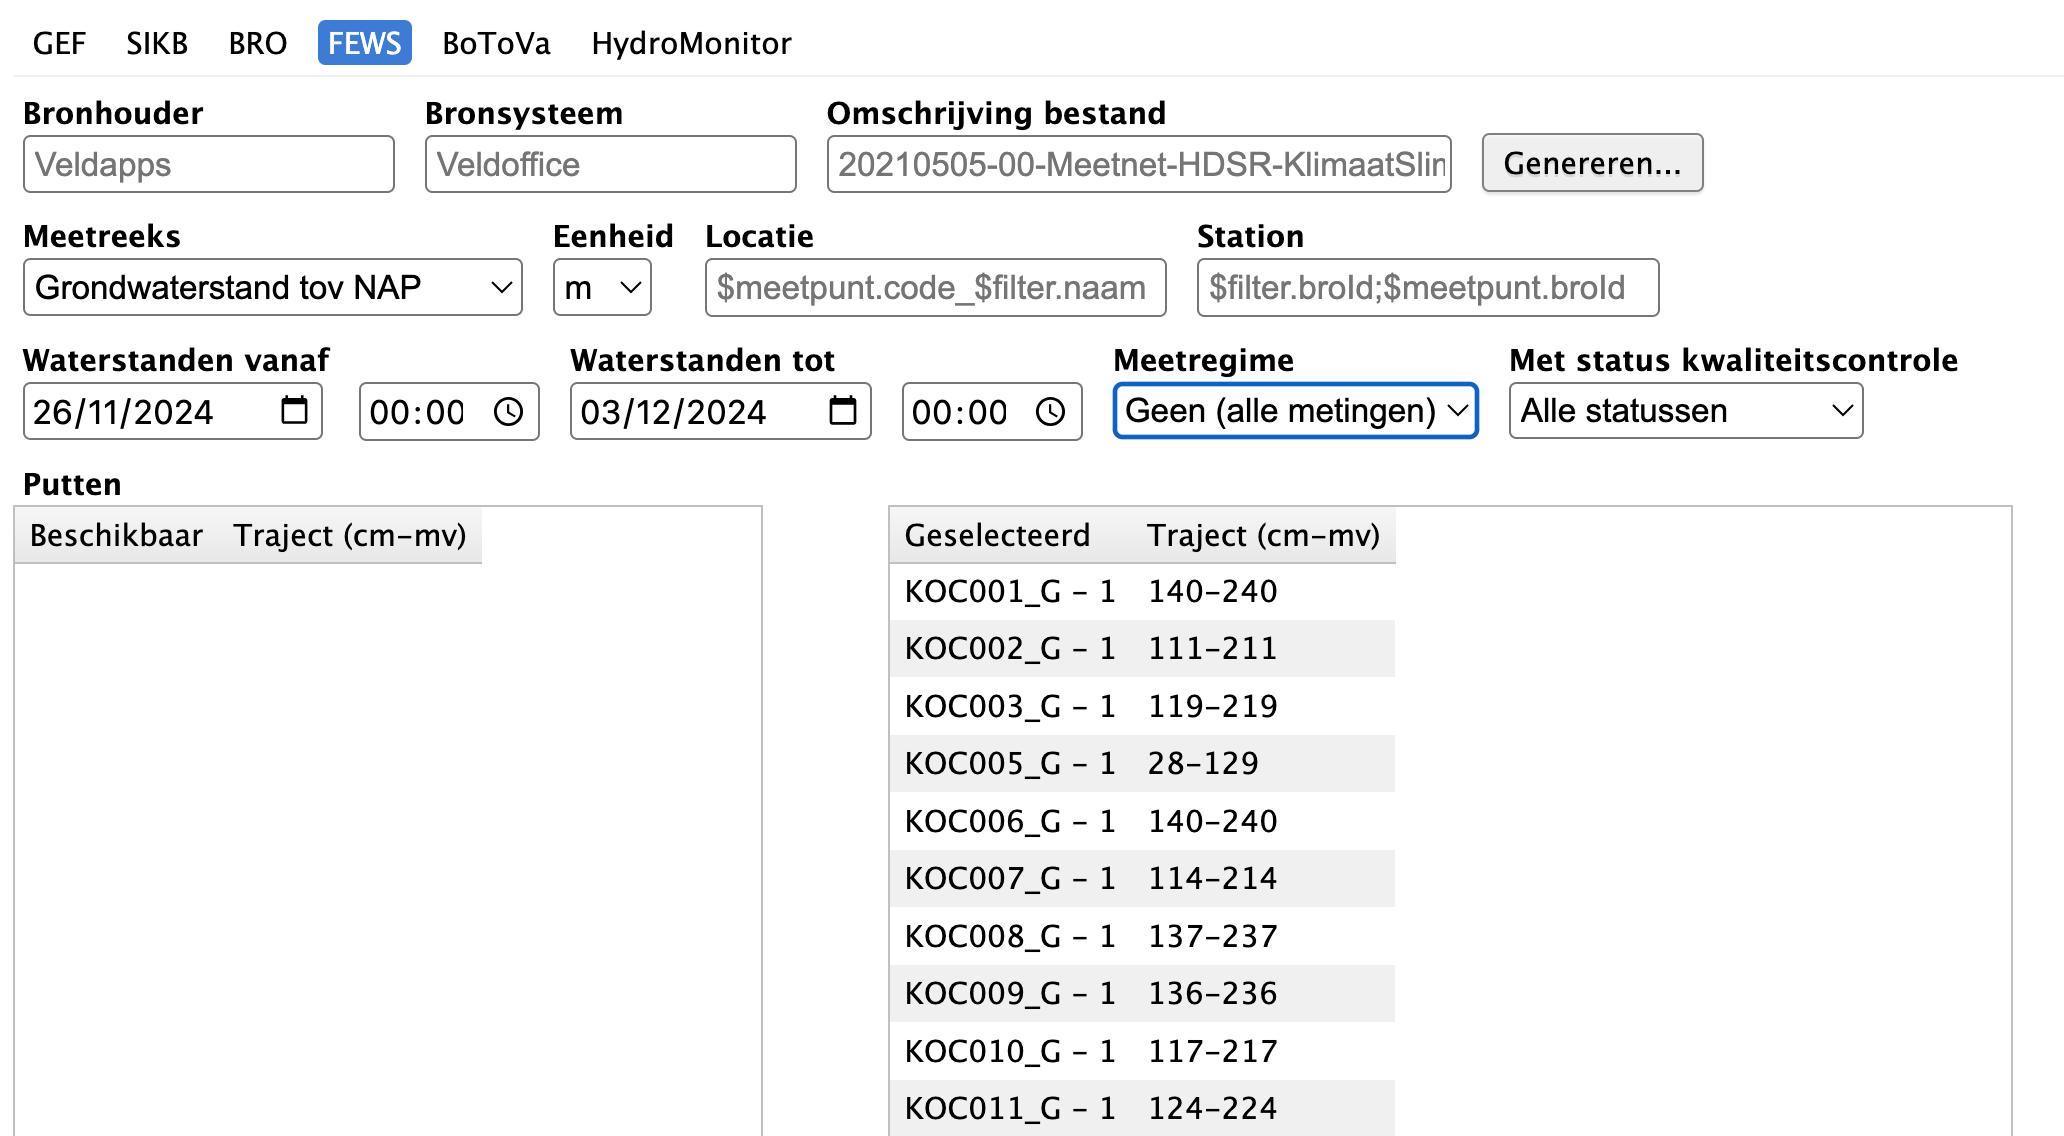 GEF SIKB BRO FEWS BoToVa HydroMonitor
Bronhouder Bronsysteem Omschrijving bestand
Veldapps Veldoffice 20210505-00-Meetnet-HDSR-KlimaatSlin Genereren...
Meetreeks Eenheid Locatie Station
Grondwaterstand tov NAP m $meetpunt.code_$filter.naam $filter.broId;$meetpunt.broId
Waterstanden vanaf Waterstanden tot Meetregime Met status kwaliteitscontrole
26/11/2024 00:00 03/12/2024 00:00 Geen (alle metingen) Alle statussen
Putten
Beschikbaar Traject (cm-mv) Geselecteerd Traject (cm-mv)
KOC001_G - 1 140-240
KOC002_G - 1 111-211
KOC003_G - 1 119-219
KOC005_G - 1 28-129
KOC006_G - 1 140-240
KOC007_G - 1 114-214
KOC008_G - 1 137-237
KOC009_G - 1 136-236
KOC010_G - 1 117-217
KOC011_G - 1 124-224